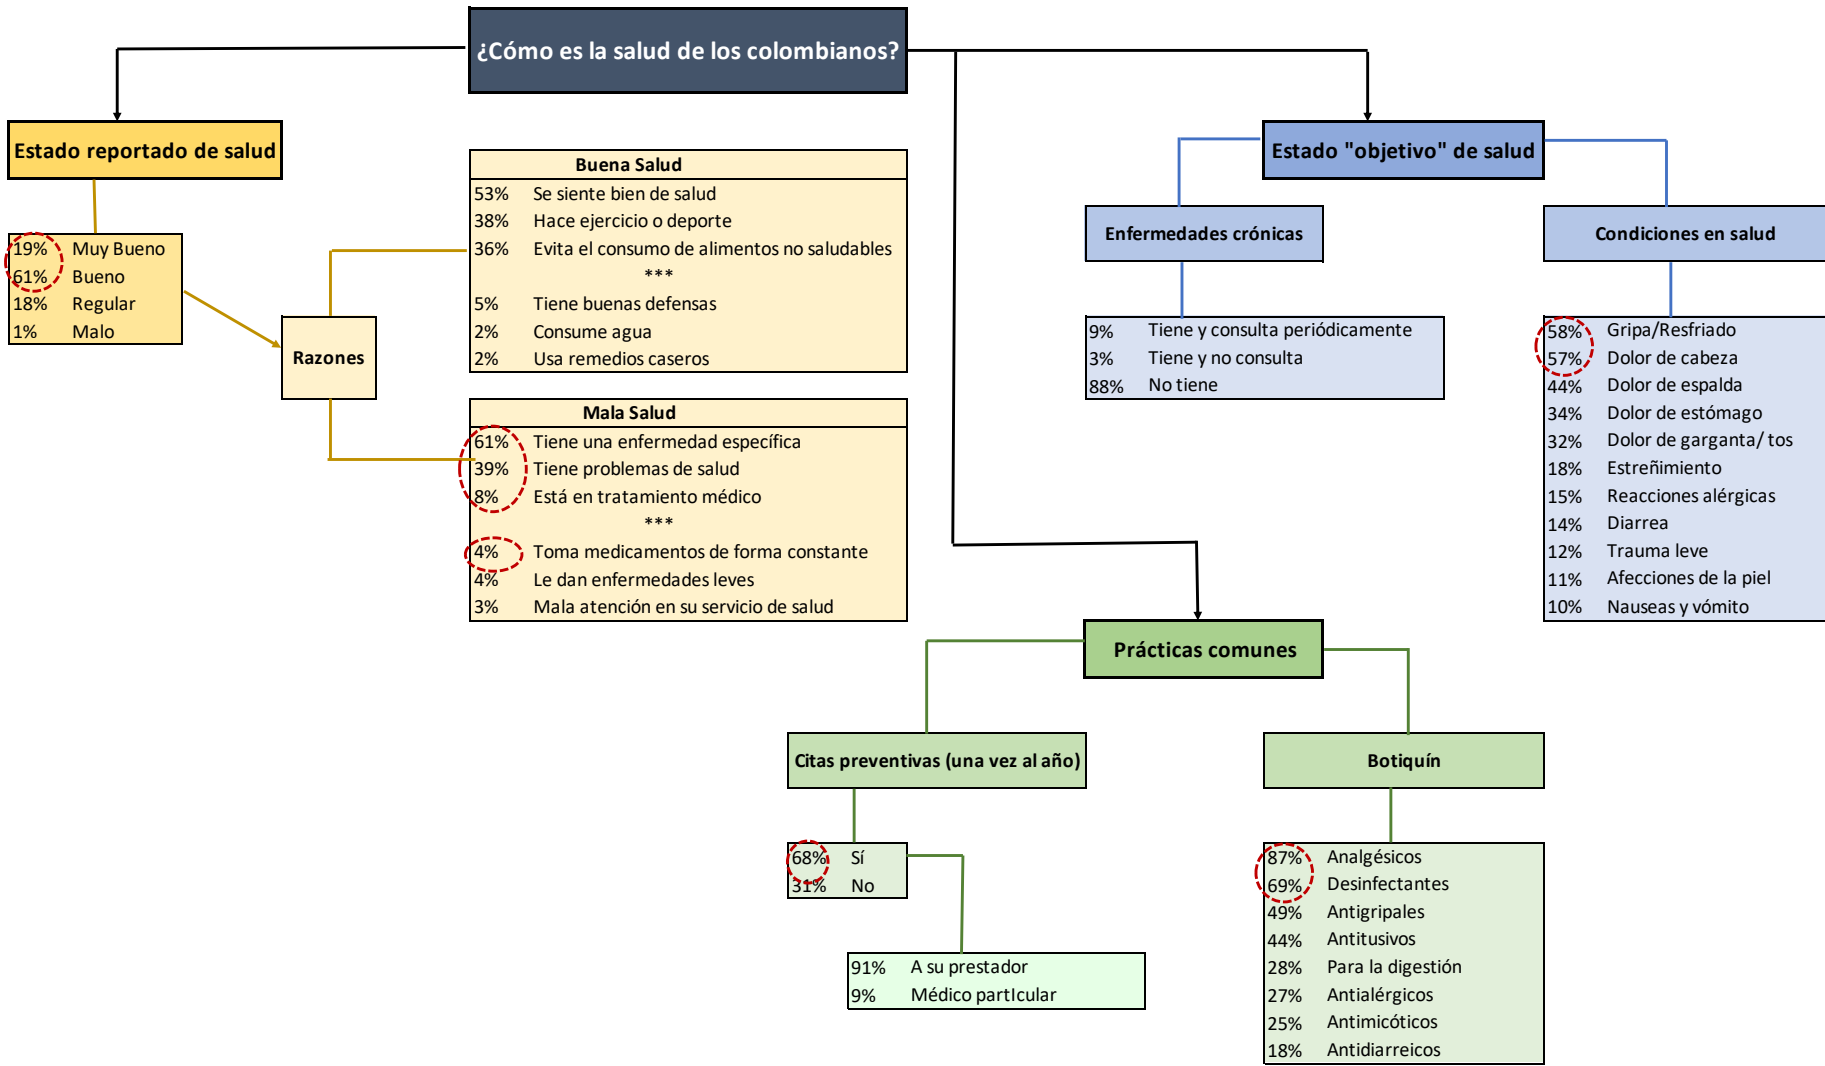 ¿Cómo es la salud de los colombianos?
Estado reportado de salud
19% Muy Bueno
61% Bueno
18% Regular
1% Malo
Razones
Buena Salud
53% Se siente bien de salud
38% Hace ejercicio o deporte
36% Evita el consumo de alimentos no saludables
***
5% Tiene buenas defensas
2% Consume agua
2% Usa remedios caseros
Mala Salud
61% Tiene una enfermedad específica
39% Tiene problemas de salud
8% Está en tratamiento médico
***
4% Toma medicamentos de forma constante
4% Le dan enfermedades leves
3% Mala atención en su servicio de salud
Estado "objetivo" de salud
Enfermedades crónicas
9% Tiene y consulta periódicamente
3% Tiene y no consulta
88% No tiene
Condiciones en salud
58% Gripa/Resfriado
57% Dolor de cabeza
44% Dolor de espalda
34% Dolor de estómago
32% Dolor de garganta/ tos
18% Estreñimiento
15% Reacciones alérgicas
14% Diarrea
12% Trauma leve
11% Afecciones de la piel
10% Nauseas y vómito
Prácticas comunes
Citas preventivas (una vez al año)
68% Sí
31% No
91% A su prestador
9% Médico partIcular
Botiquín
87% Analgésicos
69% Desinfectantes
49% Antigripales
44% Antitusivos
28% Para la digestión
27% Antialérgicos
25% Antimicóticos
18% Antidiarreicos